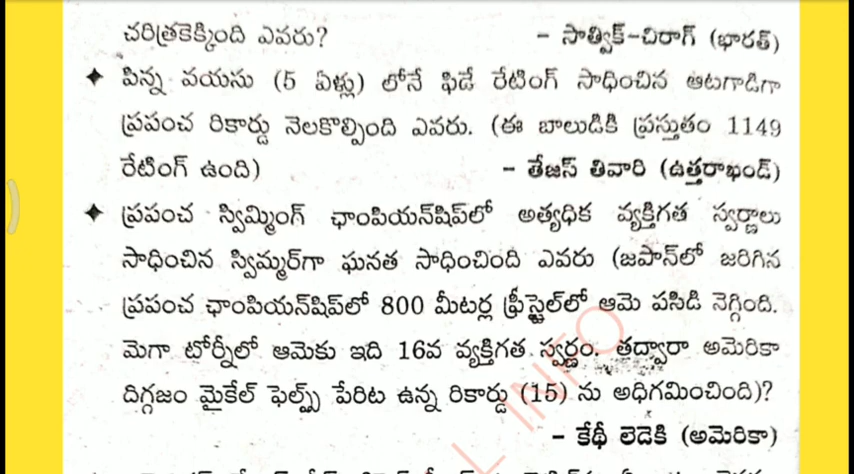 చరిత్రకెక్కింది ఎవరు? – సాత్విక్-చిరాగ్ (భారత్)
✦ పిన్న వయసు (5 ఏళ్లు) లోనే ఫిడే రేటింగ్ సాధించిన ఆటగాడిగా
ప్రపంచ రికార్డు నెలకొల్పింది ఎవరు. (ఈ బాలుడికి ప్రస్తుతం 1149
రేటింగ్ ఉంది) – తేజస్ తివారి (ఉత్తరాఖండ్)
✦ ప్రపంచ స్విమ్మింగ్ ఛాంపియన్‌షిప్‌లో అత్యధిక వ్యక్తిగత స్వర్ణాలు
సాధించిన స్విమ్మర్‌గా ఘనత సాధించింది ఎవరు (జపాన్‌లో జరిగిన
ప్రపంచ ఛాంపియన్‌షిప్‌లో 800 మీటర్ల ఫ్రీస్టైల్‌లో ఆమె పసిడి నెగ్గింది.
మెగా టోర్నీలో ఆమెకు ఇది 16వ వ్యక్తిగత స్వర్ణం. తద్వారా అమెరికా
దిగ్గజం మైకేల్ ఫెల్ప్స్ పేరిట ఉన్న రికార్డు (15) ను అధిగమించింది)?
– కేథీ లెడెకి (అమెరికా)
L INFO